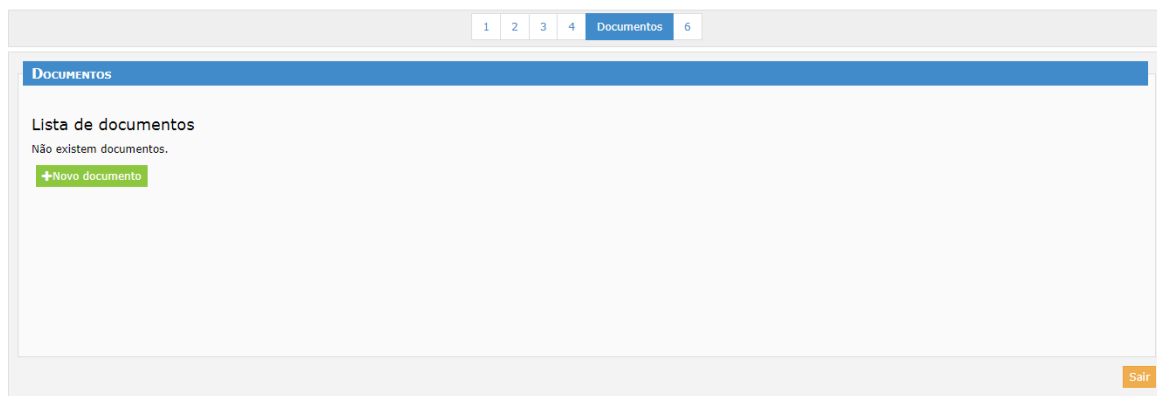 1 2 3 4 Documentos 6
Documentos
Lista de documentos
Não existem documentos.
+Novo documento
Sair